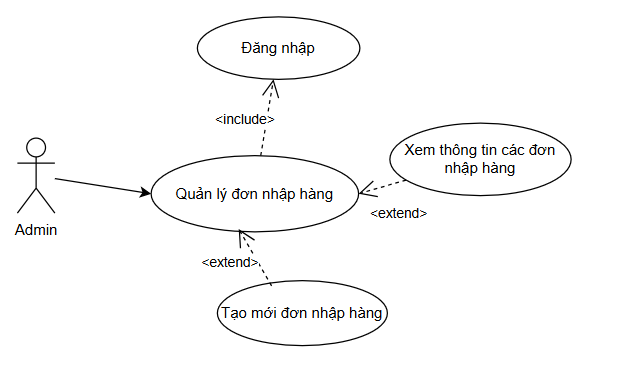 Đăng nhập
<include>
Xem thông tin các đơn
nhập hàng
Quản lý đơn nhập hàng
<extend>
Admin
<extend>
Tạo mới đơn nhập hàng